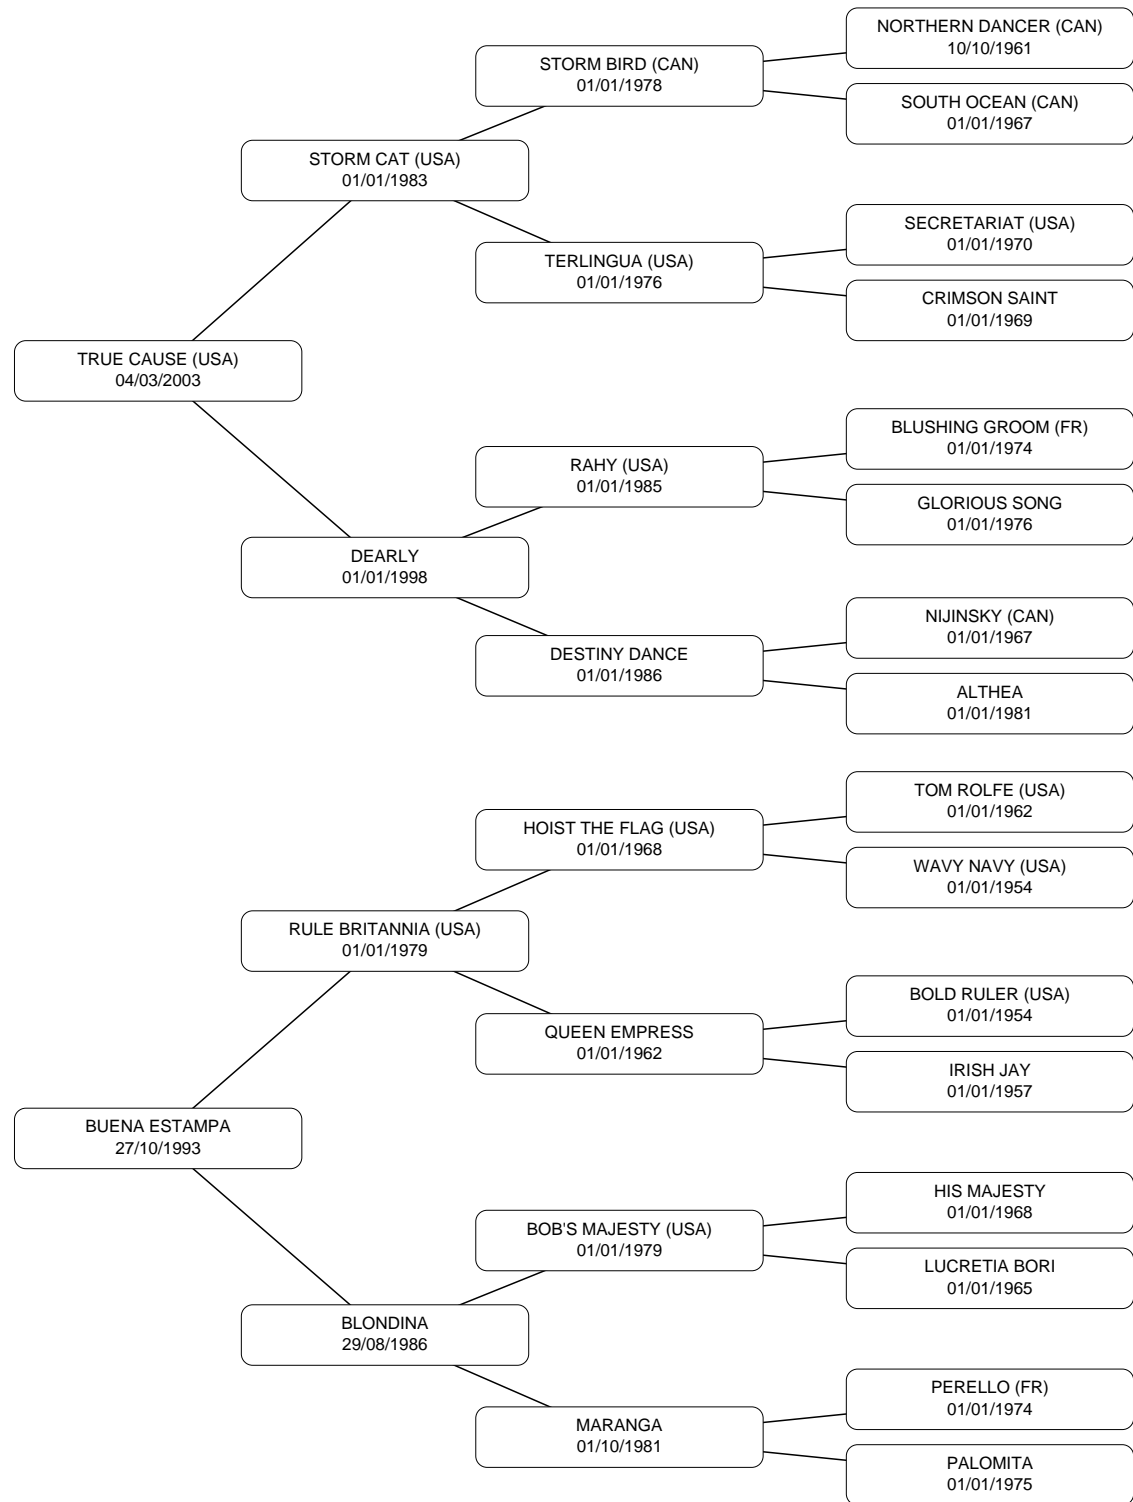 NORTHERN DANCER (CAN)
10/10/1961
STORM BIRD (CAN)
01/01/1978
SOUTH OCEAN (CAN)
01/01/1967
STORM CAT (USA)
01/01/1983
SECRETARIAT (USA)
01/01/1970
TERLINGUA (USA)
01/01/1976
CRIMSON SAINT
01/01/1969
TRUE CAUSE (USA)
04/03/2003
BLUSHING GROOM (FR)
01/01/1974
RAHY (USA)
01/01/1985
GLORIOUS SONG
01/01/1976
DEARLY
01/01/1998
NIJINSKY (CAN)
01/01/1967
DESTINY DANCE
01/01/1986
ALTHEA
01/01/1981
TOM ROLFE (USA)
01/01/1962
HOIST THE FLAG (USA)
01/01/1968
WAVY NAVY (USA)
01/01/1954
RULE BRITANNIA (USA)
01/01/1979
BOLD RULER (USA)
01/01/1954
QUEEN EMPRESS
01/01/1962
IRISH JAY
01/01/1957
BUENA ESTAMPA
27/10/1993
HIS MAJESTY
01/01/1968
BOB'S MAJESTY (USA)
01/01/1979
LUCRETIA BORI
01/01/1965
BLONDINA
29/08/1986
PERELLO (FR)
01/01/1974
MARANGA
01/10/1981
PALOMITA
01/01/1975